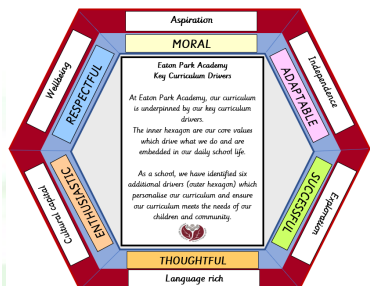 Aspiration
MORAL
Wellbeing
RESPECTFUL
Independence
ADAPTABLE
Eaton Park Academy
Key Curriculum Drivers
At Eaton Park Academy, our curriculum
is underpinned by our key curriculum
drivers.
The inner hexagon are our core values
which drive what we do and are
embedded in our daily school life.
As a school, we have identified six
additional drivers (outer hexagon) which
personalise our curriculum and ensure
our curriculum meets the needs of our
children and community.
Cultural capital
ENTHUSIASTIC
SUCCESSFUL
Exploration
THOUGHTFUL
Language rich